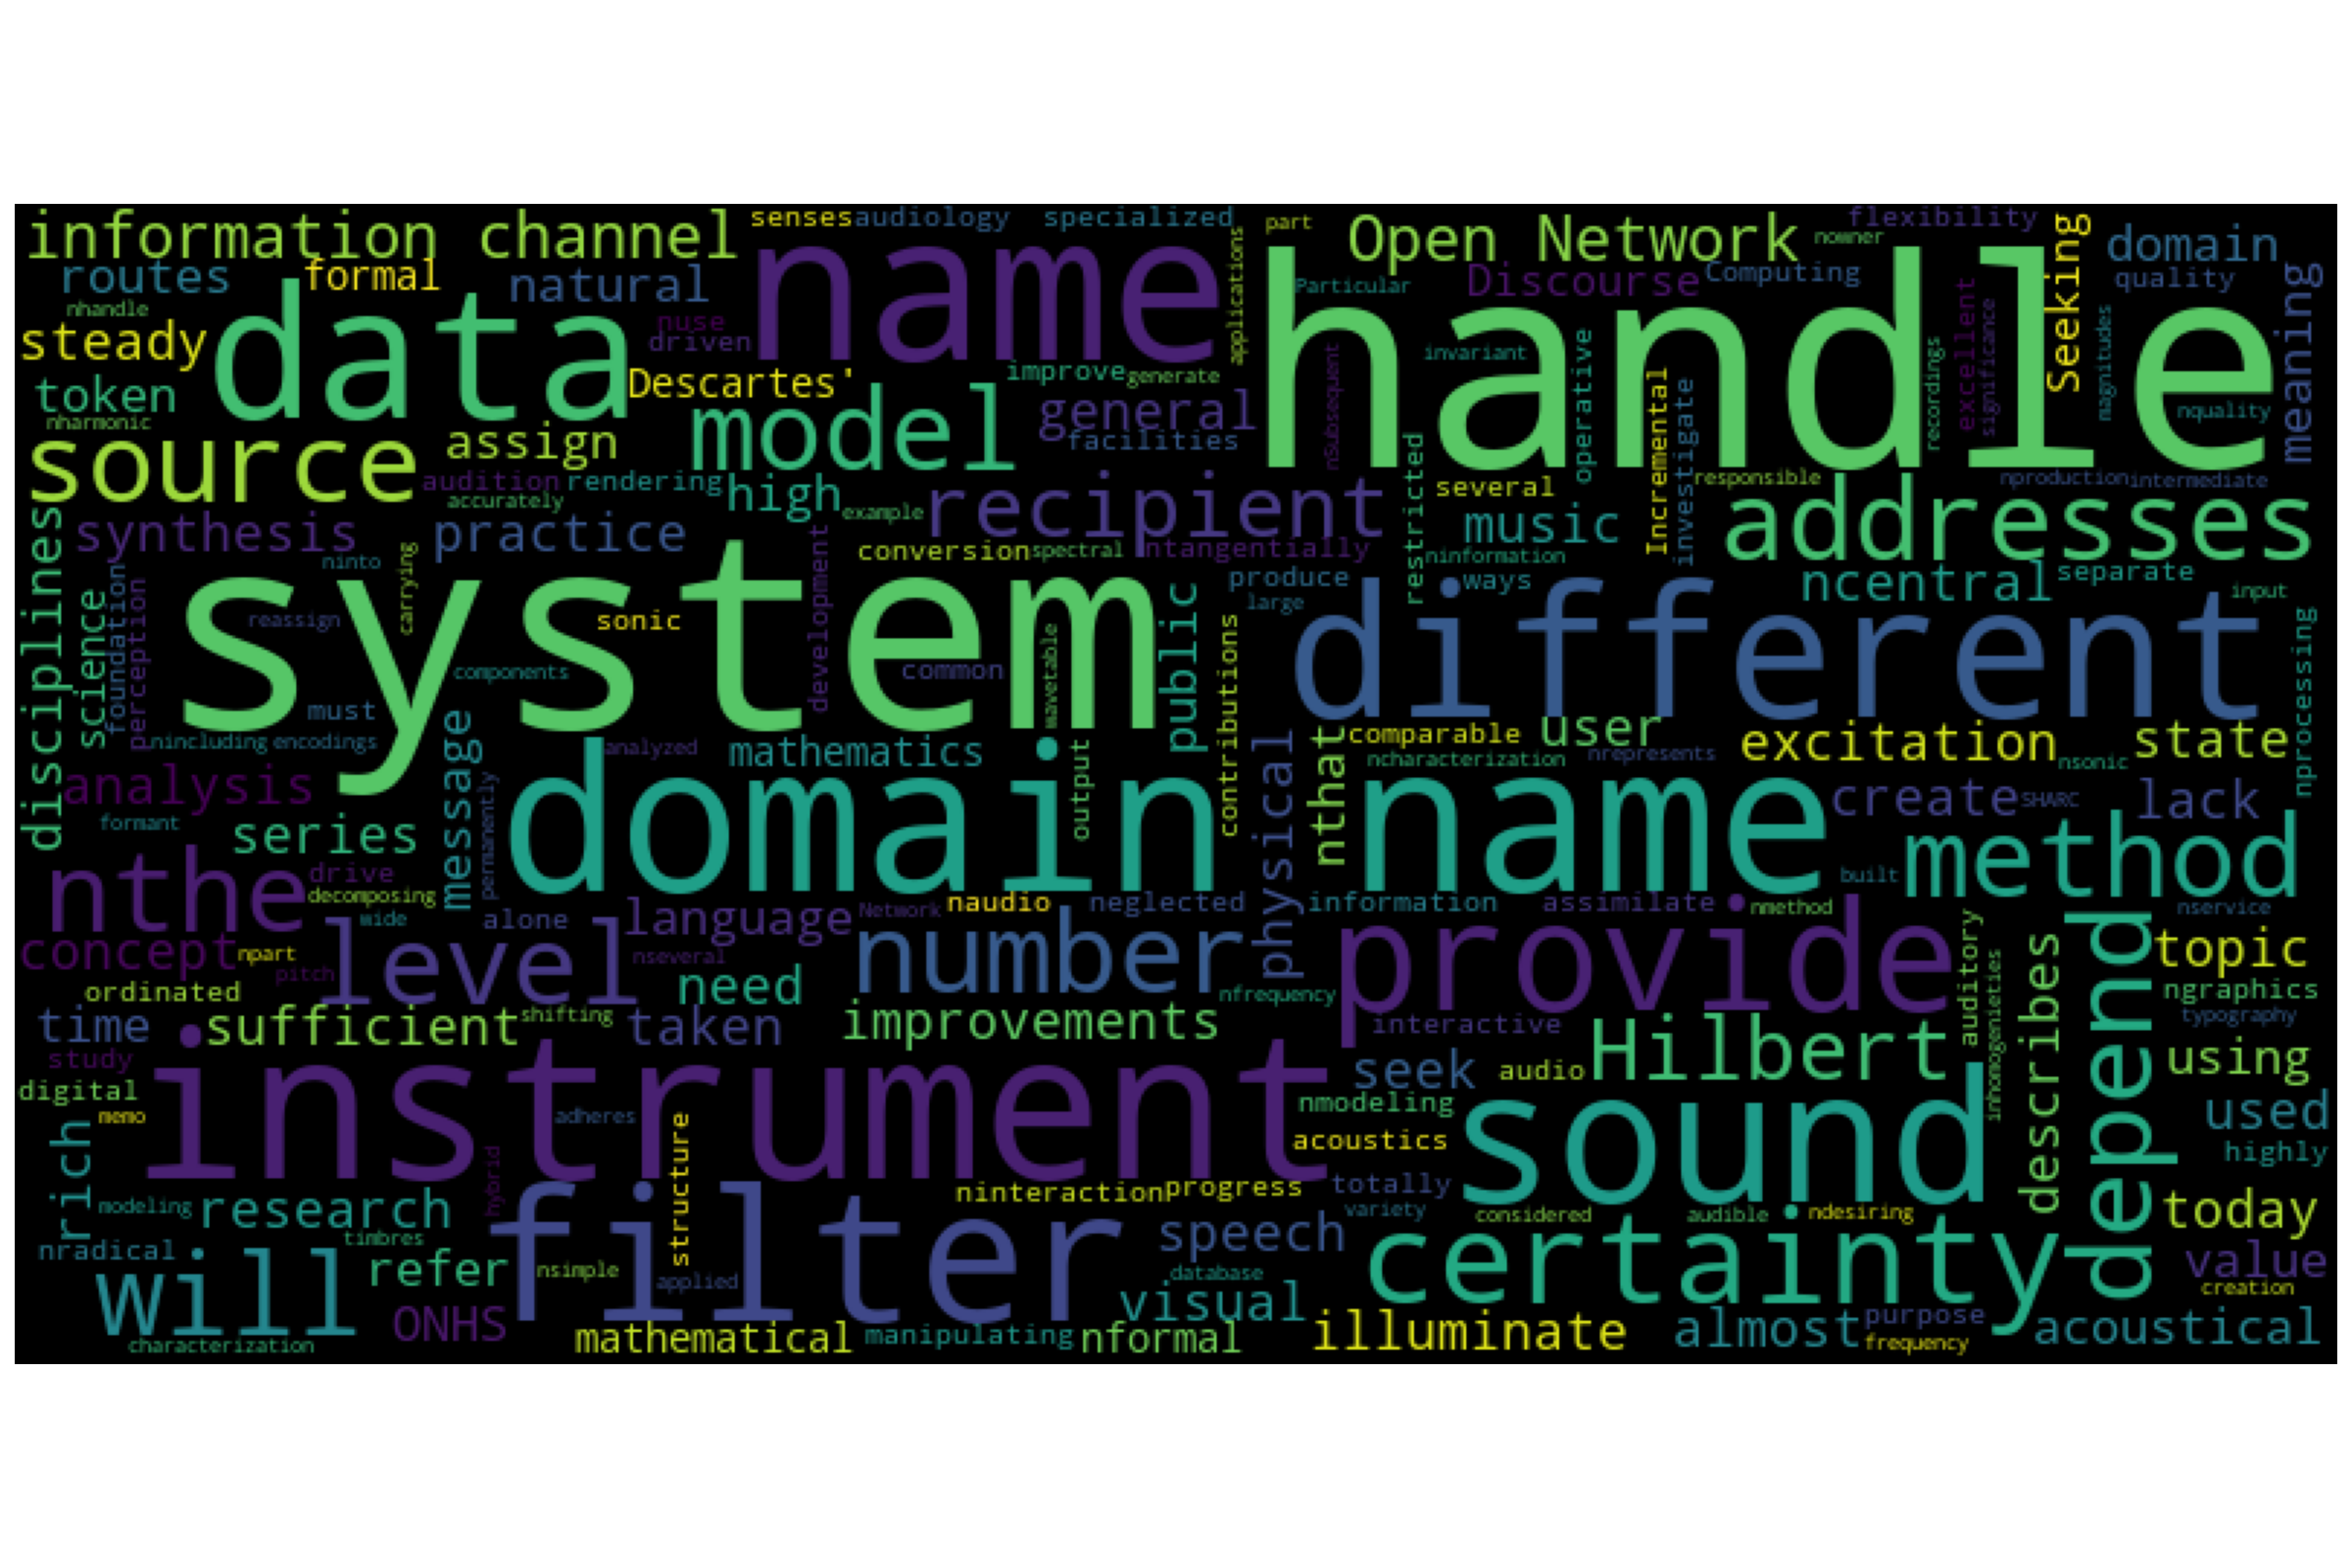 information channel
senses
audiology
specialized
part
Open Network
flexibility
nowner
Seeking
domain
routes
formal
natural
name
applications
handle
Particular
Discourse
Computing
quality
meaning
nhandle
data
nuse
driven
steady
Descartes'
improve
generate
invariant
operative
recordings
excellent
significance
magnitudes
token
model
general
nSubsequent
Incremental
investigate
nquality
nharmonic
source
assign
facilities
restricted
audition
rendering
high
recipient
several
responsible
nproduction
intermediate
accurately
example
music
addresses
disciplines
synthesis
practice
conversion
spectral
ntangentially
ninformation
science
foundation
perception
ninto
carrying
system
development
public
produce
ways
ncentral
separate
large
different
input
reassign
sonic
wavetable
contributions
nprocessing
components
common
must
nincluding
encodings
message
analyzed
mathematics
output
physical
nthat
comparable
user
excitation
state
ncharacterization
nrepresents
nsonic
analysis
permanently
domain
name
create
SHARC
lack
formant
series
method
nthe
drive
decomposing
built
wide
alone
language
Network
naudio
neglected
information
assimilate
nmethod
nservice
concept
npart
pitch
level
nseveral
number
provide
auditory
describes
depend
topic
ordinated
need
nfrequency
inhomogenieties
ngraphics
time
sufficient
shifting
taken
improvements
interactive
typography
study
instrument
seek
audio
Hilbert
using
digital
memo
adheres
structure
nmodeling
sound
used
rich
hybrid
acoustics
highly
modeling
research
filter
ninteraction
progress
totally
variety
considered
audible
ndesiring
today
timbres
nradical
refer
nsimple
applied
speech
database
certainty
value
Will
ONHS
visual
creation
characterization
mathematical
manipulating
nformal
illuminate
almost
purpose
frequency
acoustical